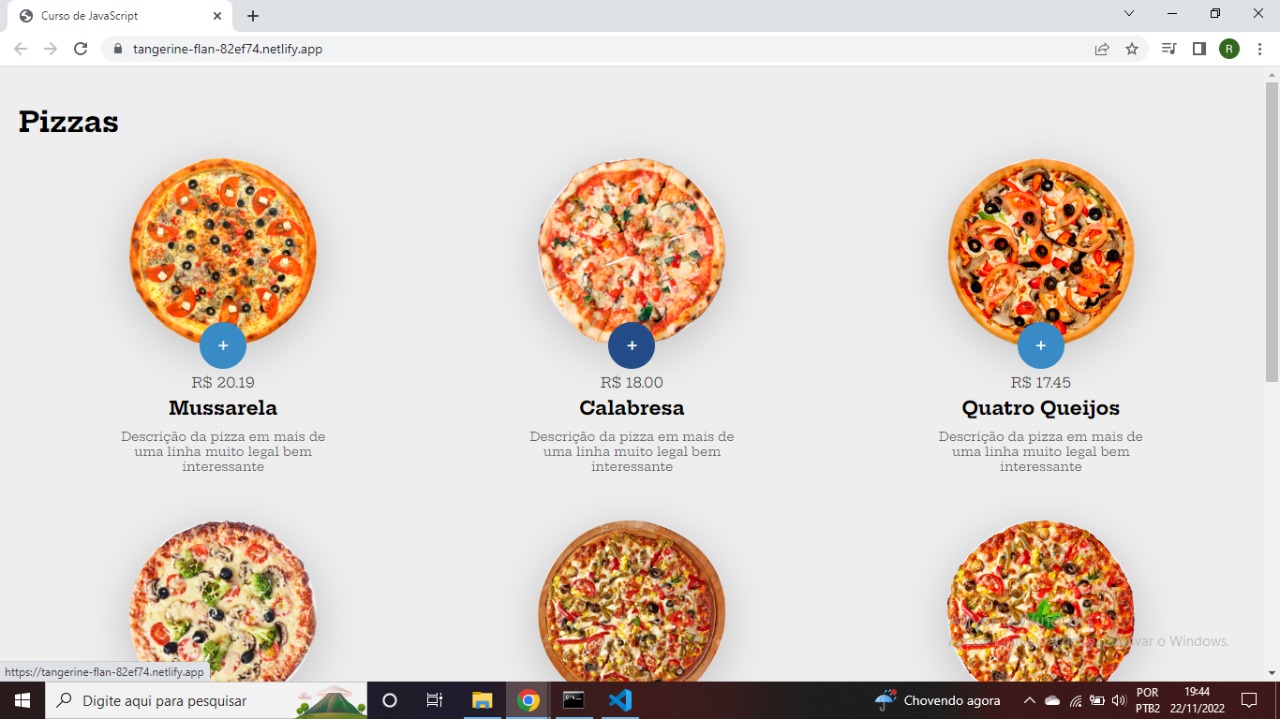 Curso de JavaScript
tangerine-flan-82ef74.netlify.app
R
Pizzas
+
+
+
R$ 20.19
R$ 18.00
R$ 17.45
Mussarela
Calabresa
Quatro Queijos
Descrição da pizza em mais de
uma linha muito legal bem
interessante
Descrição da pizza em mais de
uma linha muito legal bem
interessante
Descrição da pizza em mais de
uma linha muito legal bem
interessante
o Windows.
https://tangerine-flan-82ef74.netlify.app
Digite aqui para pesquisar
Chovendo agora
POR
PTB2
19:44
22/11/2022